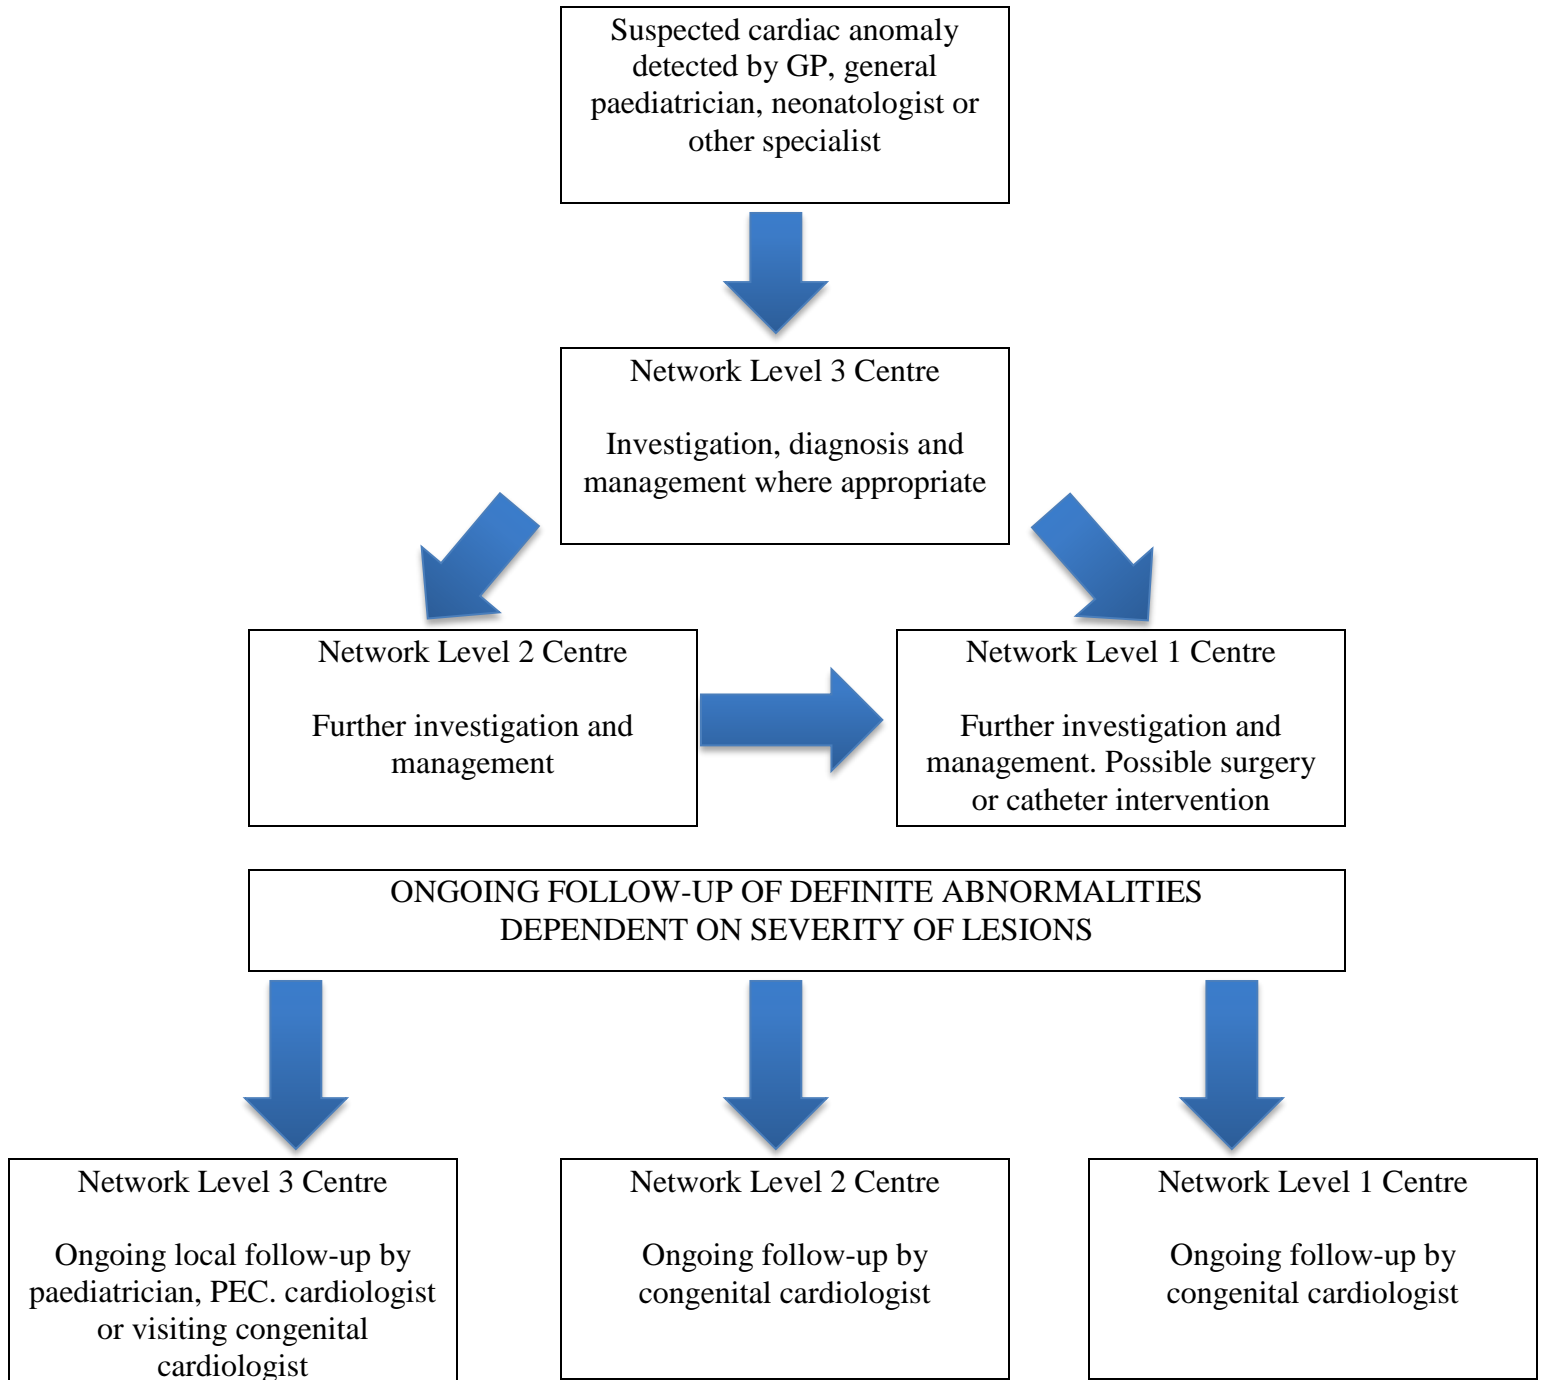 Suspected cardiac anomaly
detected by GP, general
paediatrician, neonatologist or
other specialist
Network Level 3 Centre
Investigation, diagnosis and
management where appropriate
Network Level 2 Centre
Further investigation and
management
Network Level 1 Centre
Further investigation and
management. Possible surgery
or catheter intervention
ONGOING FOLLOW-UP OF DEFINITE ABNORMALITIES
DEPENDENT ON SEVERITY OF LESIONS
Network Level 3 Centre
Ongoing local follow-up by
paediatrician, PEC. cardiologist
or visiting congenital
cardiologist
Network Level 2 Centre
Ongoing follow-up by
congenital cardiologist
Network Level 1 Centre
Ongoing follow-up by
congenital cardiologist